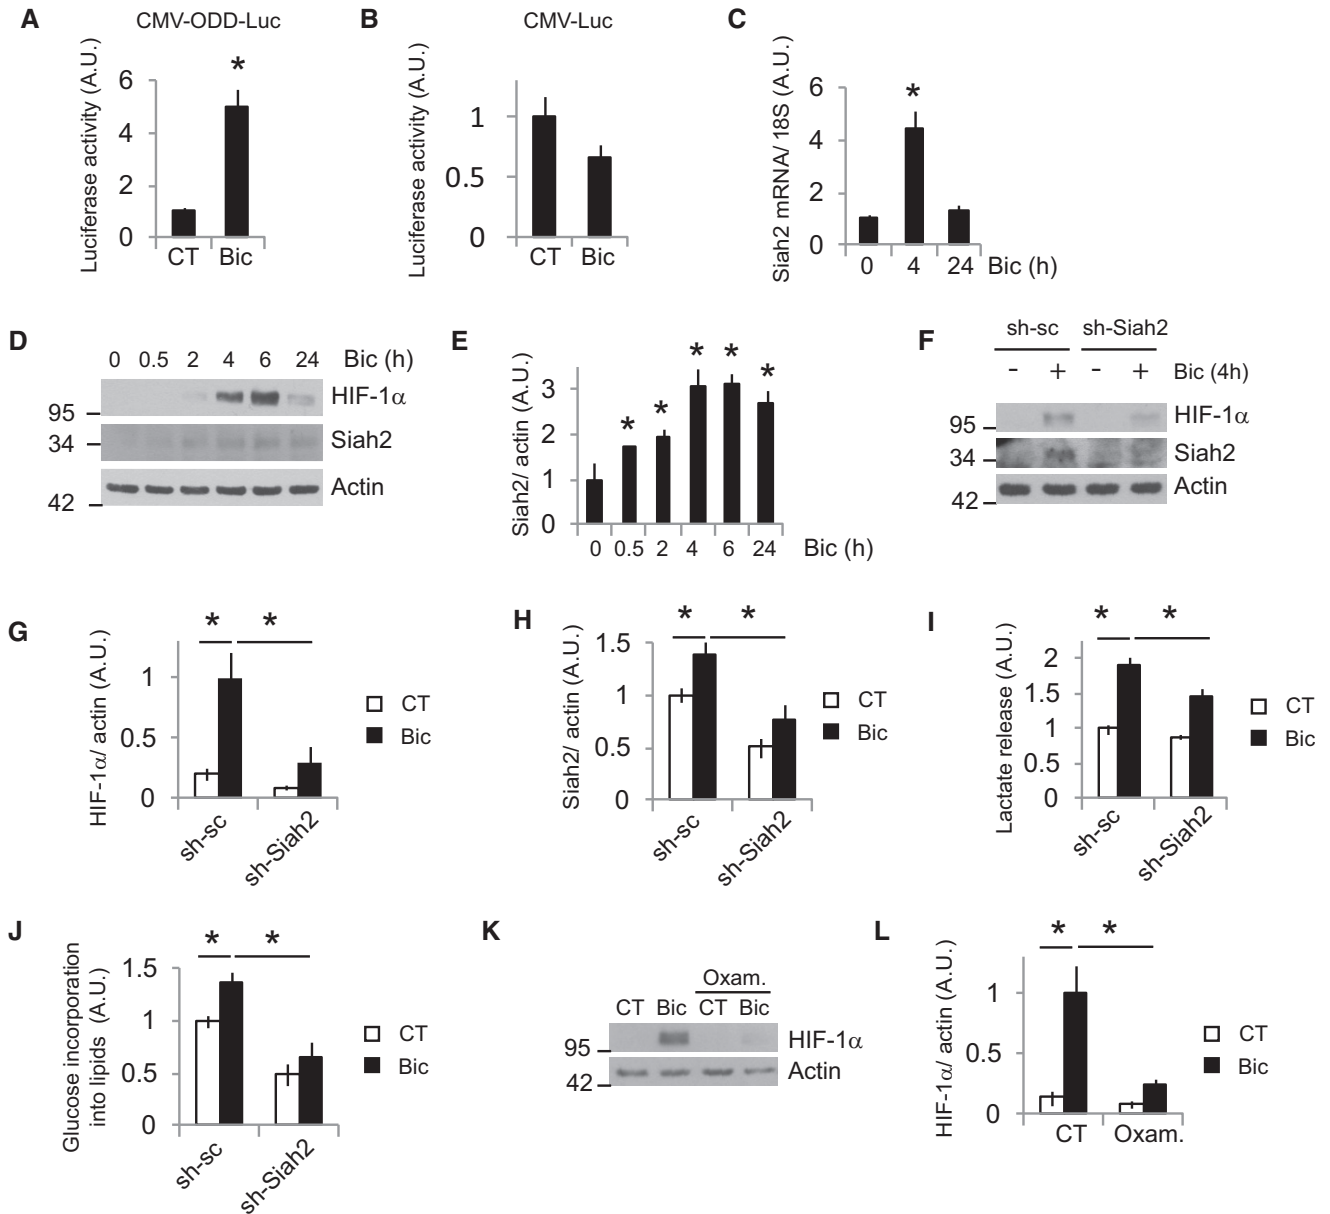 A
CMV-ODD-Luc
Luciferase activity (A.U.)
6
4
2
0
*
CT Bic
B
CMV-Luc
Luciferase activity (A.U.)
1
0.5
0
CT Bic
C
Siah2 mRNA/ 18S (A.U.)
6
4
2
0
*
0 4 24 Bic (h)
D
0 0.5 2 4 6 24 Bic (h)
HIF-1α
95
34
Siah2
Actin
42
E
Siah2/ actin (A.U.)
3
2
1
0
* * * * *
0 0.5 2 4 6 24 Bic (h)
F
sh-sc sh-Siah2
- + - + Bic (4h)
HIF-1α
95
Siah2
34
Actin
42
G
HIF-1α/ actin (A.U.)
1
0.5
0
* *
CT
Bic
sh-sc
sh-Siah2
H
Siah2/ actin (A.U.)
1.5
1
0.5
0
* *
CT
Bic
sh-sc
sh-Siah2
I
Lactate release (A.U.)
2
1.5
1
0.5
0
* *
CT
Bic
sh-sc
sh-Siah2
J
Glucose incorporation
into lipids (A.U.)
1.5
1
0.5
0
* *
CT
Bic
sh-sc
sh-Siah2
K
Oxam.
CT Bic CT Bic
HIF-1α
95
Actin
42
L
HIF-1α/ actin (A.U.)
1
0.5
0
* *
CT
Bic
CT Oxam.